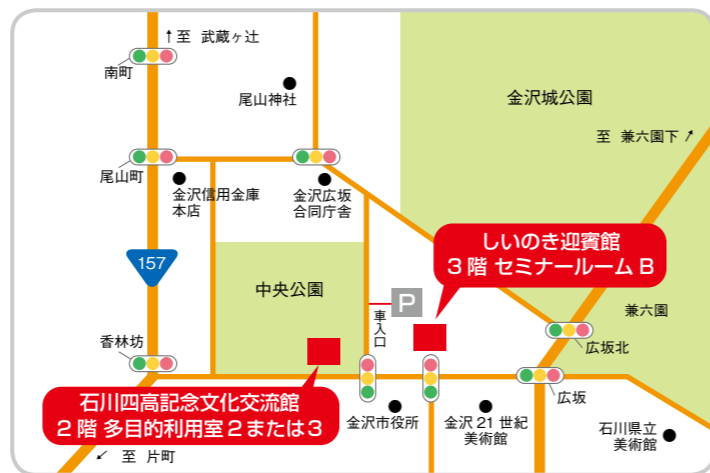 ↑至 武蔵ヶ辻
南町
尾山神社
金沢城公園
至 兼六園下↗
尾山町
金沢信用金庫
本店
金沢広坂
合同庁舎
しいのき迎賓館
3階 セミナールーム B
157
中央公園
P
車入口
兼六園
香林坊
広坂北
石川四高記念文化交流館
2階 多目的利用室2または3
金沢市役所
金沢 21 世紀
美術館
広坂
石川県立
美術館
↙ 至 片町